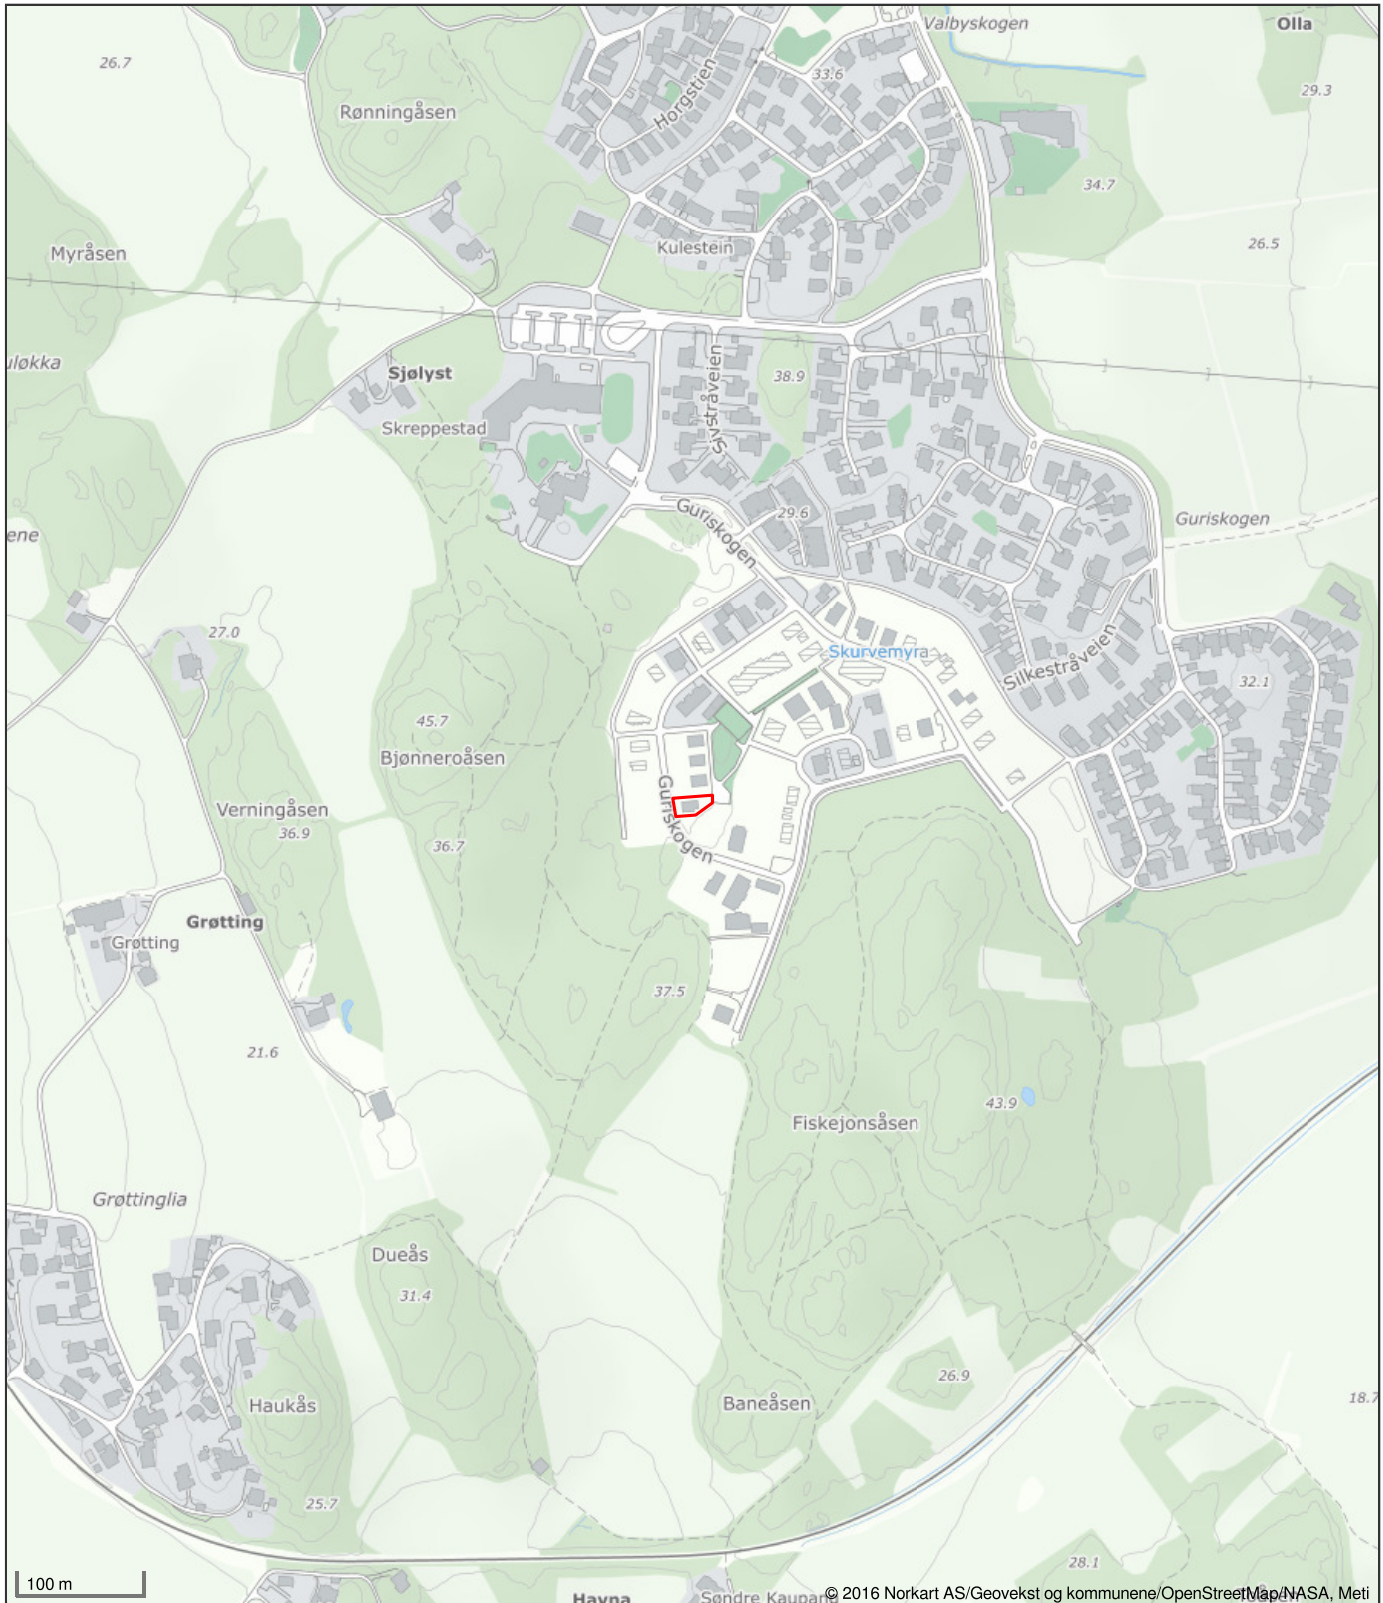 Valbyskogen
Olla
26.7
33.6
29.3
Horgstien
Rønningåsen
34.7
Myråsen
Kulestein
26.5
uløkka
Sjølyst
38.9
Sivstråveien
Skreppestad
29.6
Guriskogen
Guriskogen
ene
27.0
Skurvemyra
Silkestråveien
32.1
45.7
Bjønneroåsen
Guriskogen
Verningåsen
36.9
36.7
Grøtting
Grøtting
37.5
21.6
43.9
Fiskejonsåsen
Grøttinglia
Dueås
31.4
26.9
18.7
Haukås
Baneåsen
25.7
28.1
100 m
Havna
Søndre Kaupang
© 2016 Norkart AS/Geovekst og kommunene/OpenStreetMap/NASA, Meti